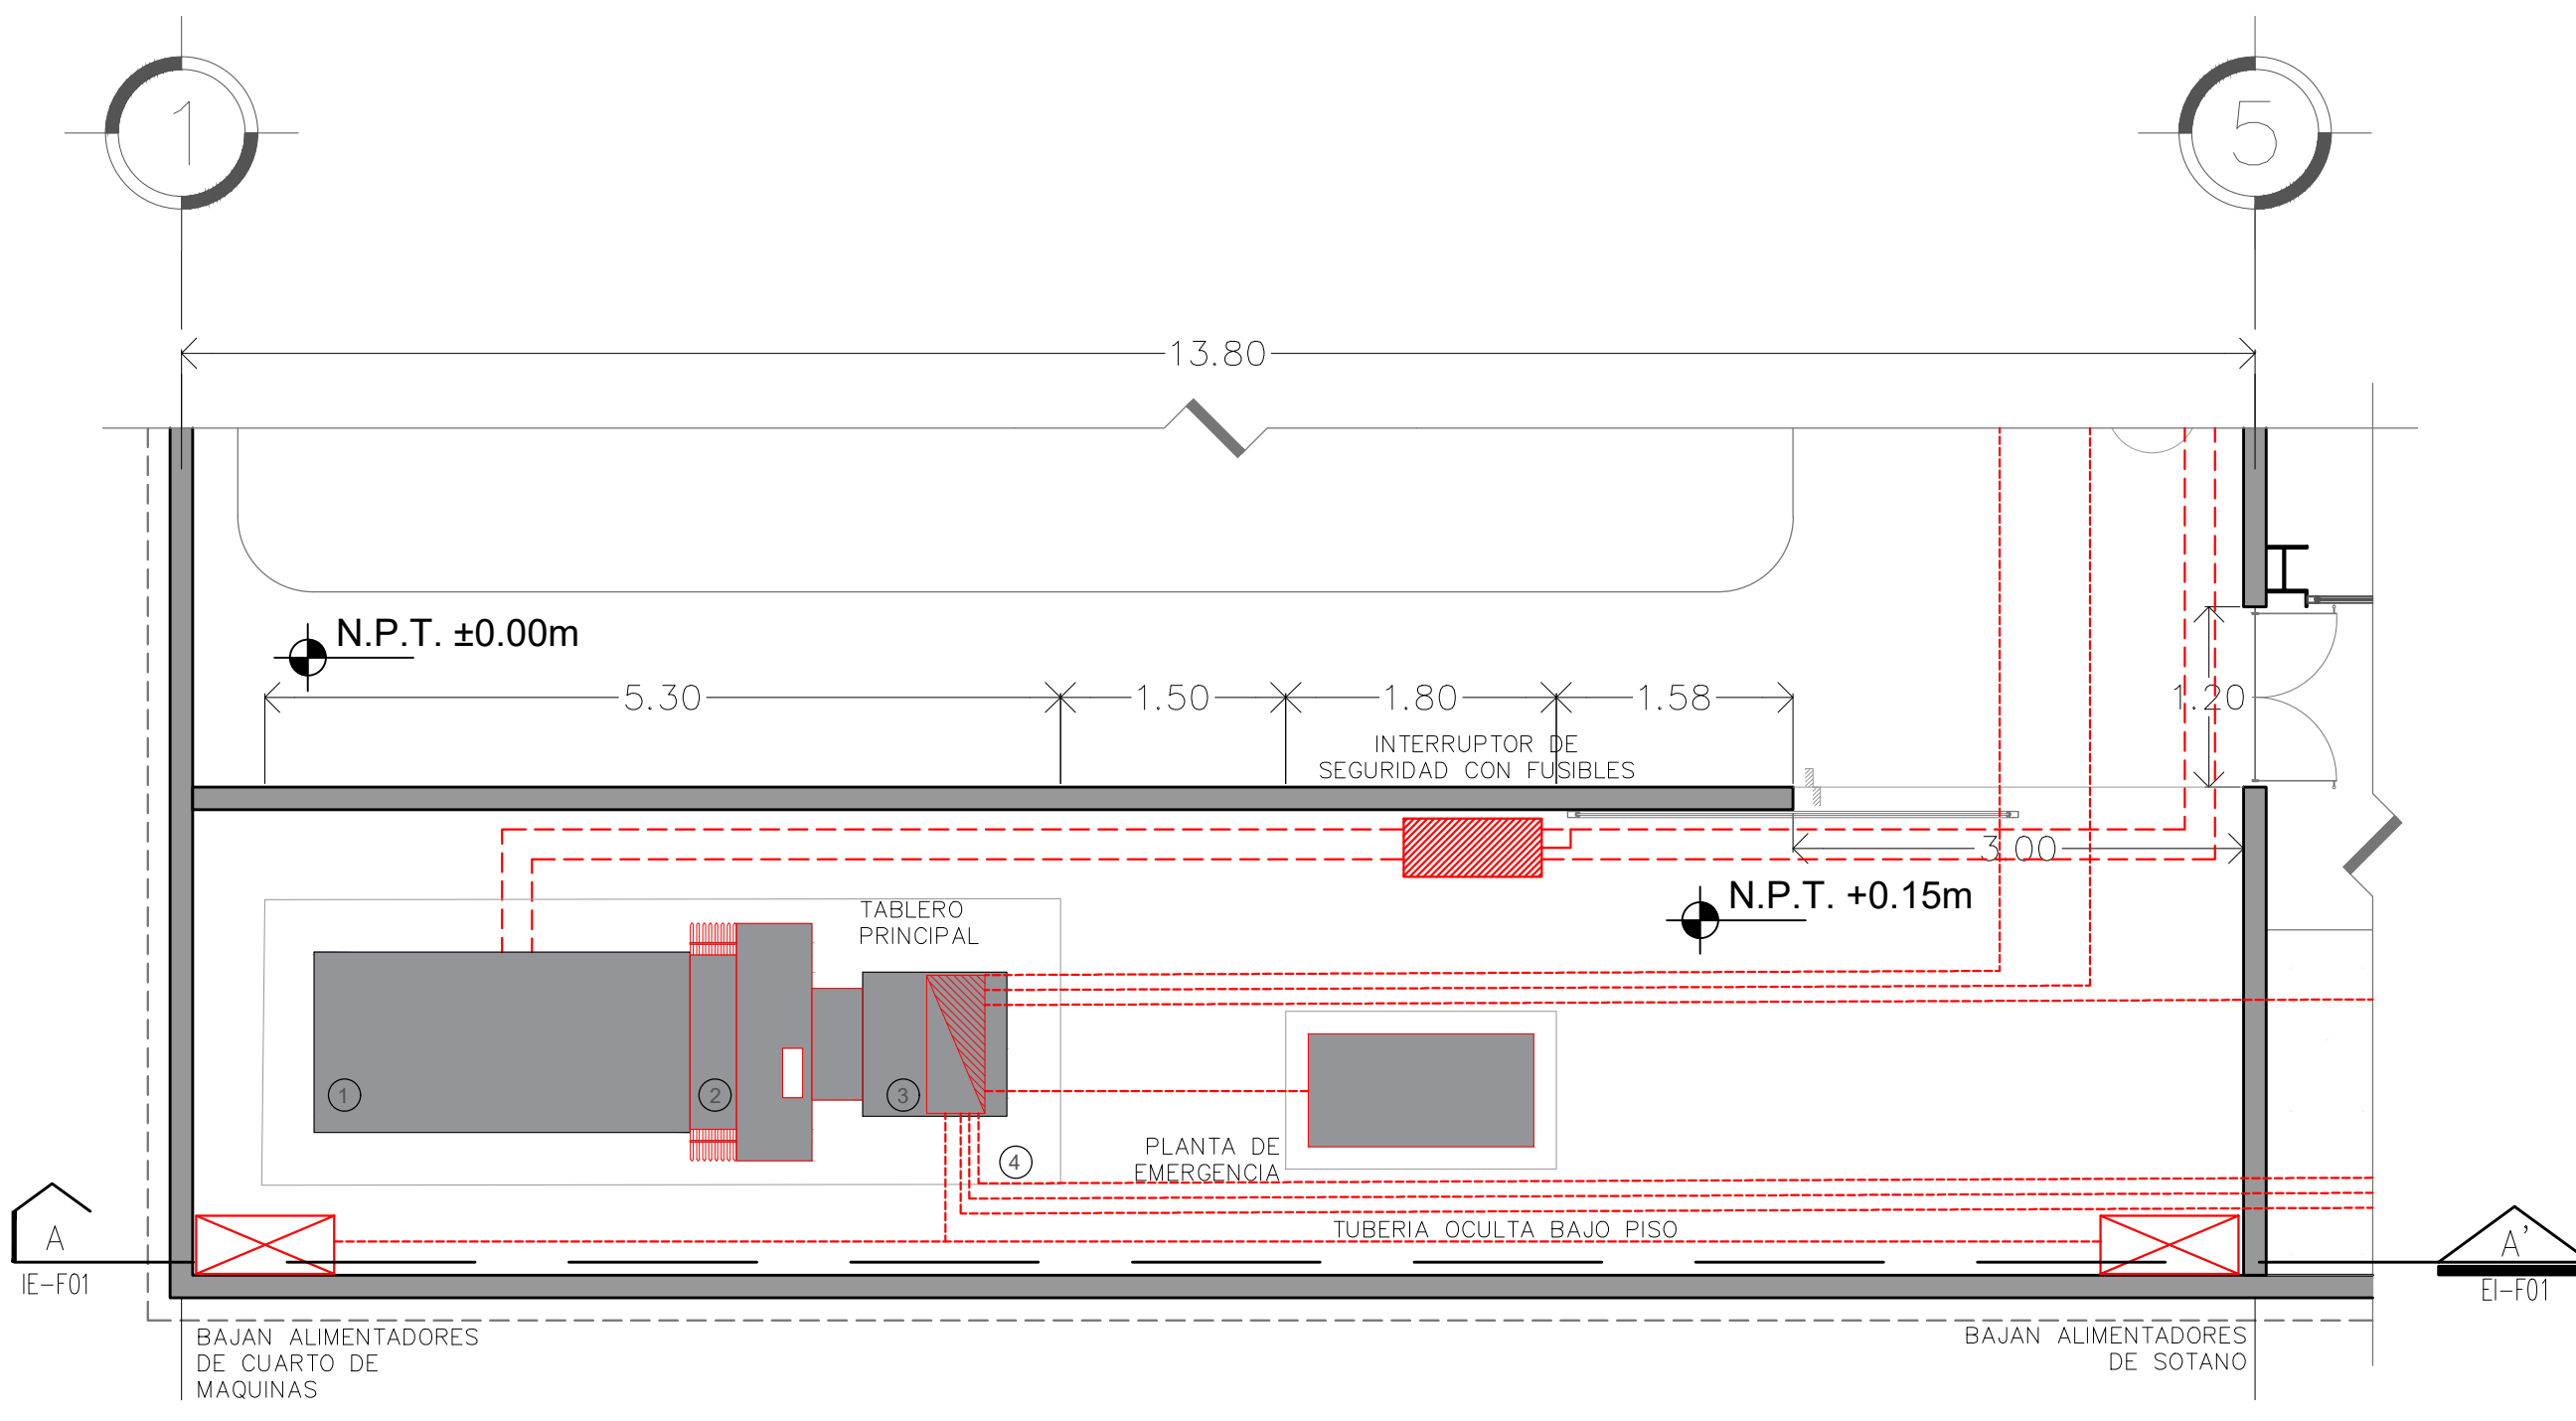 1
5
13.80
N.P.T. ±0.00m
5.30
1.50
1.80
1.58
1.20
INTERRUPTOR DE
SEGURIDAD CON FUSIBLES
3.00
N.P.T. +0.15m
TABLERO
PRINCIPAL
1
2
3
4
PLANTA DE
EMERGENCIA
TUBERIA OCULTA BAJO PISO
A
IE-F01
A'
EI-F01
BAJAN ALIMENTADORES
DE CUARTO DE
MAQUINAS
BAJAN ALIMENTADORES
DE SOTANO